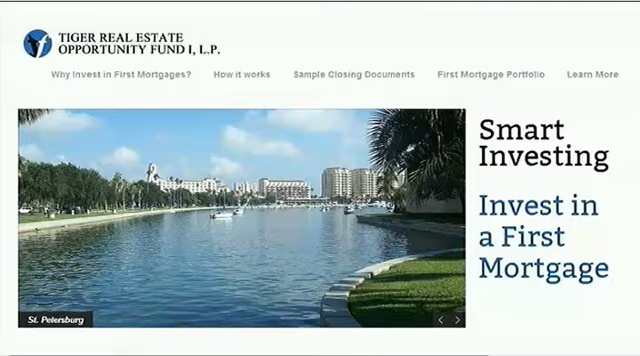 TIGER REAL ESTATE
OPPORTUNITY FUND I, L.P.
Why Invest in First Mortgages? How it works Sample Closing Documents First Mortgage Portfolio Learn More
Smart
Investing
Invest in
a First
Mortgage
St. Petersburg